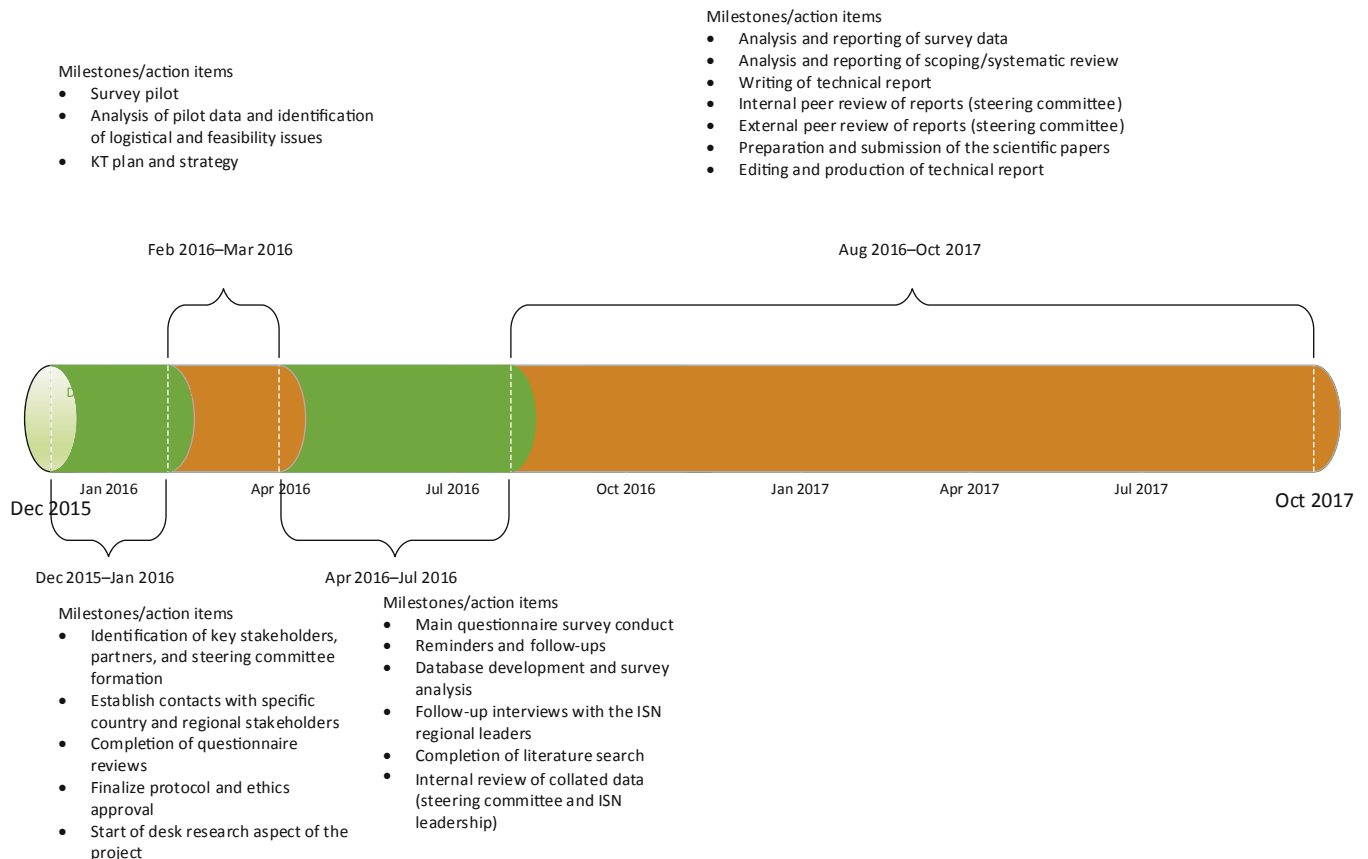 Milestones/action items
• Analysis and reporting of survey data
• Analysis and reporting of scoping/systematic review
• Writing of technical report
• Internal peer review of reports (steering committee)
• External peer review of reports (steering committee)
• Preparation and submission of the scientific papers
• Editing and production of technical report
Milestones/action items
• Survey pilot
• Analysis of pilot data and identification
of logistical and feasibility issues
• KT plan and strategy
Feb 2016–Mar 2016
Aug 2016–Oct 2017
D
Jan 2016
Apr 2016
Jul 2016
Oct 2016
Jan 2017
Apr 2017
Jul 2017
Dec 2015
Oct 2017
Dec 2015–Jan 2016
Milestones/action items
• Identification of key stakeholders,
partners, and steering committee
formation
• Establish contacts with specific
country and regional stakeholders
• Completion of questionnaire
reviews
• Finalize protocol and ethics
approval
• Start of desk research aspect of the
project
Apr 2016–Jul 2016
Milestones/action items
• Main questionnaire survey conduct
• Reminders and follow-ups
• Database development and survey
analysis
• Follow-up interviews with the ISN
regional leaders
• Completion of literature search
• Internal review of collated data
(steering committee and ISN
leadership)